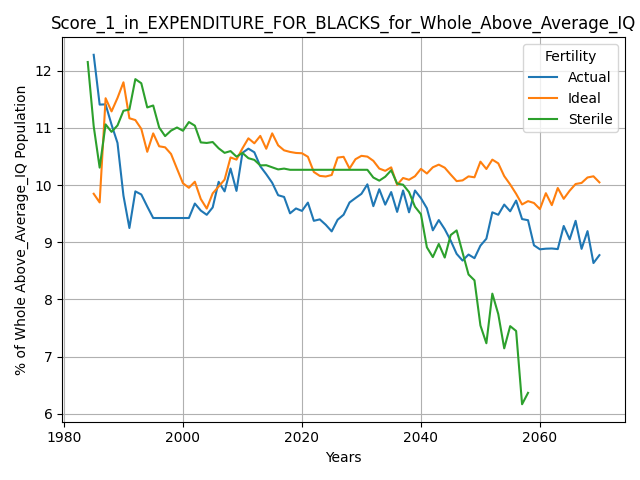 Score_1_in_EXPENDITURE_FOR_BLACKS_for_Whole_Above_Average_IQ
% of Whole Above_Average_IQ Population
12
11
10
9
8
7
6
Fertility
Actual
Ideal
Sterile
1980 2000 2020 2040 2060
Years